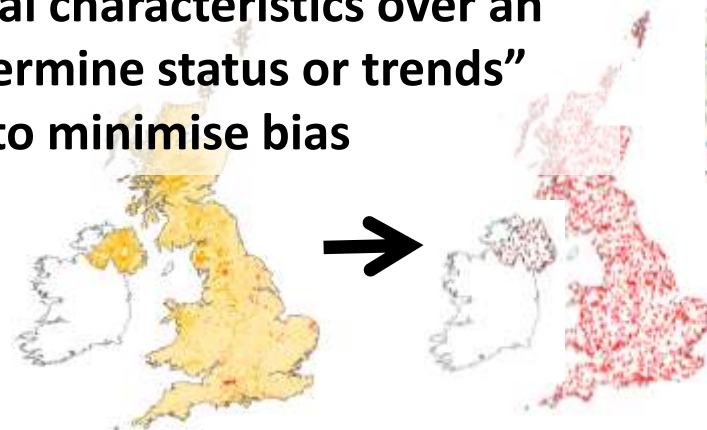 al characteristics over an
ermine status or trends”
to minimise bias